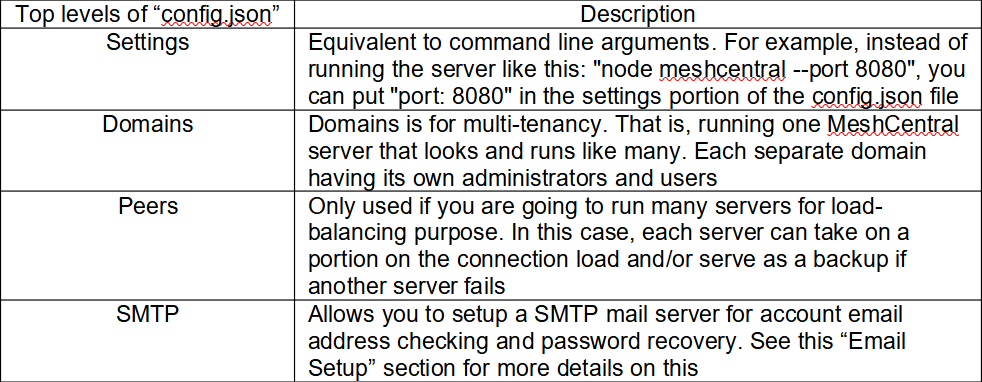 Top levels of “config.json”
Description
Settings
Equivalent to command line arguments. For example, instead of
running the server like this: "node meshcentral --port 8080", you
can put "port: 8080" in the settings portion of the config.json file
Domains
Domains is for multi-tenancy. That is, running one MeshCentral
server that looks and runs like many. Each separate domain
having its own administrators and users
Peers
Only used if you are going to run many servers for load-
balancing purpose. In this case, each server can take on a
portion on the connection load and/or serve as a backup if
another server fails
SMTP
Allows you to setup a SMTP mail server for account email
address checking and password recovery. See this “Email
Setup” section for more details on this